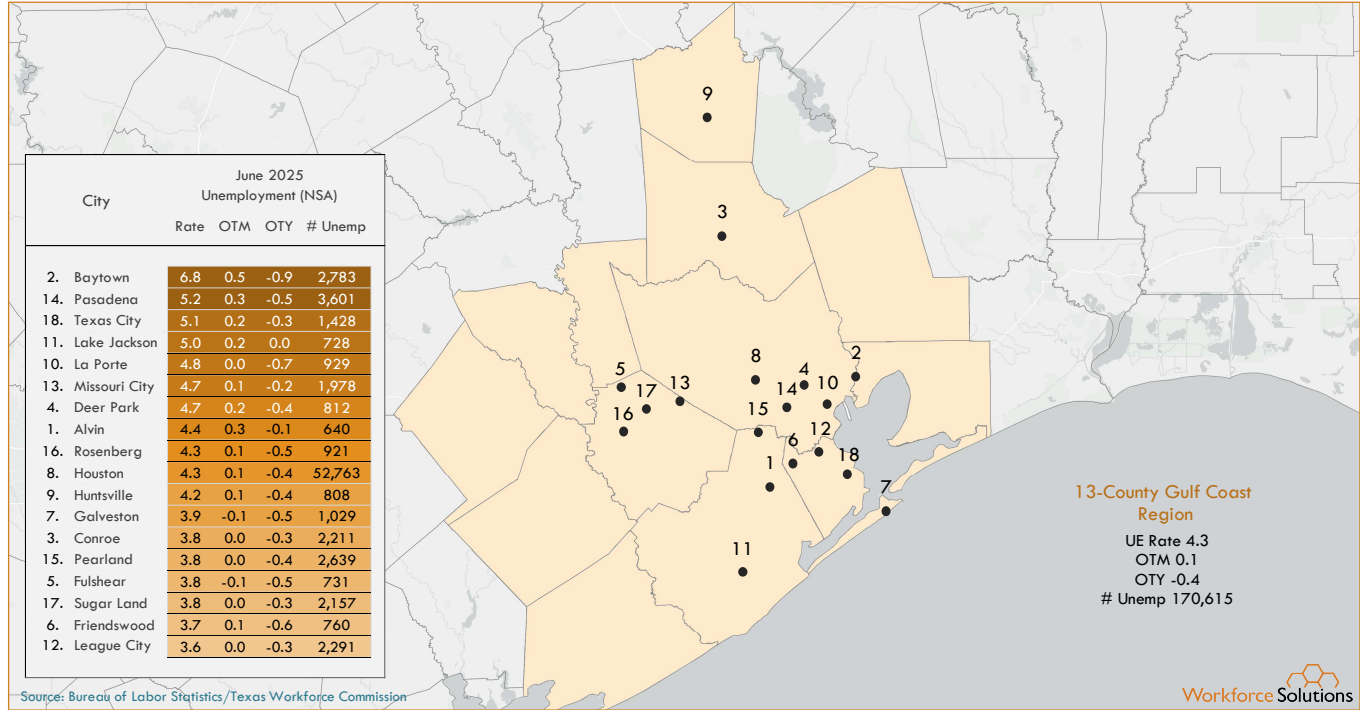 City
June 2025
Unemployment (NSA)
Rate OTM OTY # Unemp
2. Baytown 6.8 0.5 -0.9 2,783
14. Pasadena 5.2 0.3 -0.5 3,601
18. Texas City 5.1 0.2 -0.3 1,428
11. Lake Jackson 5.0 0.2 0.0 728
10. La Porte 4.8 0.0 -0.7 929
13. Missouri City 4.7 0.1 -0.2 1,978
4. Deer Park 4.7 0.2 -0.4 812
1. Alvin 4.4 0.3 -0.1 640
16. Rosenberg 4.3 0.1 -0.5 921
8. Houston 4.3 0.1 -0.4 52,763
9. Huntsville 4.2 0.1 -0.4 808
7. Galveston 3.9 -0.1 -0.5 1,029
3. Conroe 3.8 0.0 -0.3 2,211
15. Pearland 3.8 0.0 -0.4 2,639
5. Fulshear 3.8 -0.1 -0.5 731
17. Sugar Land 3.8 0.0 -0.3 2,157
6. Friendswood 3.7 0.1 -0.6 760
12. League City 3.6 0.0 -0.3 2,291
Source: Bureau of Labor Statistics/Texas Workforce Commission
9
3
8
2
5
4
17
13
14
10
16
15
12
6
18
1
7
11
13-County Gulf Coast
Region
UE Rate 4.3
OTM 0.1
OTY -0.4
# Unemp 170,615
Workforce Solutions